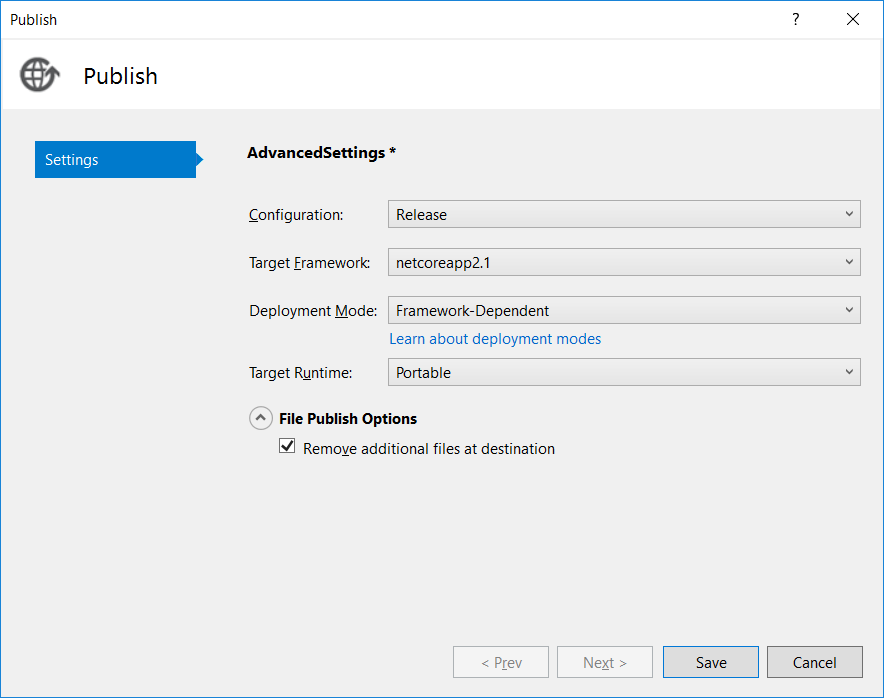 Publish
?
Publish
Settings
AdvancedSettings *
Configuration: Release
Target Framework: netcoreapp2.1
Deployment Mode: Framework-Dependent
Learn about deployment modes
Target Runtime: Portable
File Publish Options
Remove additional files at destination
< Prev Next > Save Cancel